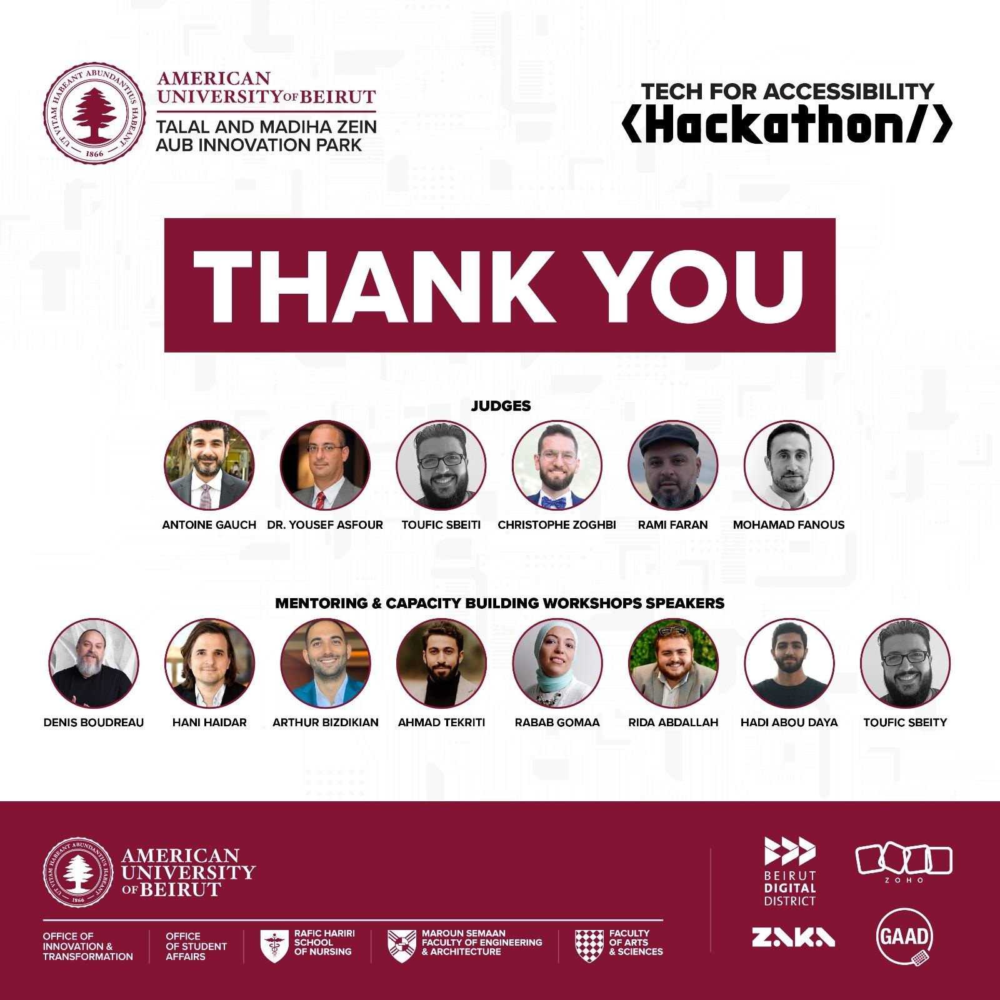 UT VITAM HABEANT ABUNDANTIUS HABEANT
1866
AMERICAN
UNIVERSITY OF BEIRUT
TALAL AND MADIHA ZEIN
AUB INNOVATION PARK
TECH FOR ACCESSIBILITY
<Hackathon/>
THANK YOU
JUDGES
ANTOINE GAUCH DR. YOUSEF ASFOUR TOUFIC SBEITI CHRISTOPHE ZOGHBI RAMI FARAN MOHAMAD FANOUS
MENTORING & CAPACITY BUILDING WORKSHOPS SPEAKERS
DENIS BOUDREAU HANI HAIDAR ARTHUR BIZDIKIAN AHMAD TEKRITI RABAB GOMAA RIDA ABDALLAH HADI ABOU DAYA TOUFIC SBEITY
UT VITAM HABEANT ABUNDANTIUS HABEANT
1866
AMERICAN
UNIVERSITY
OF BEIRUT
OFFICE OF
INNOVATION &
TRANSFORMATION
OFFICE
OF STUDENT
AFFAIRS
RAFIC HARIRI
SCHOOL
OF NURSING
MAROUN SEMAAN
FACULTY OF ENGINEERING
& ARCHITECTURE
FACULTY
OF ARTS
& SCIENCES
BEIRUT
DIGITAL
DISTRICT
ZOHO
ZAKA
GAAD